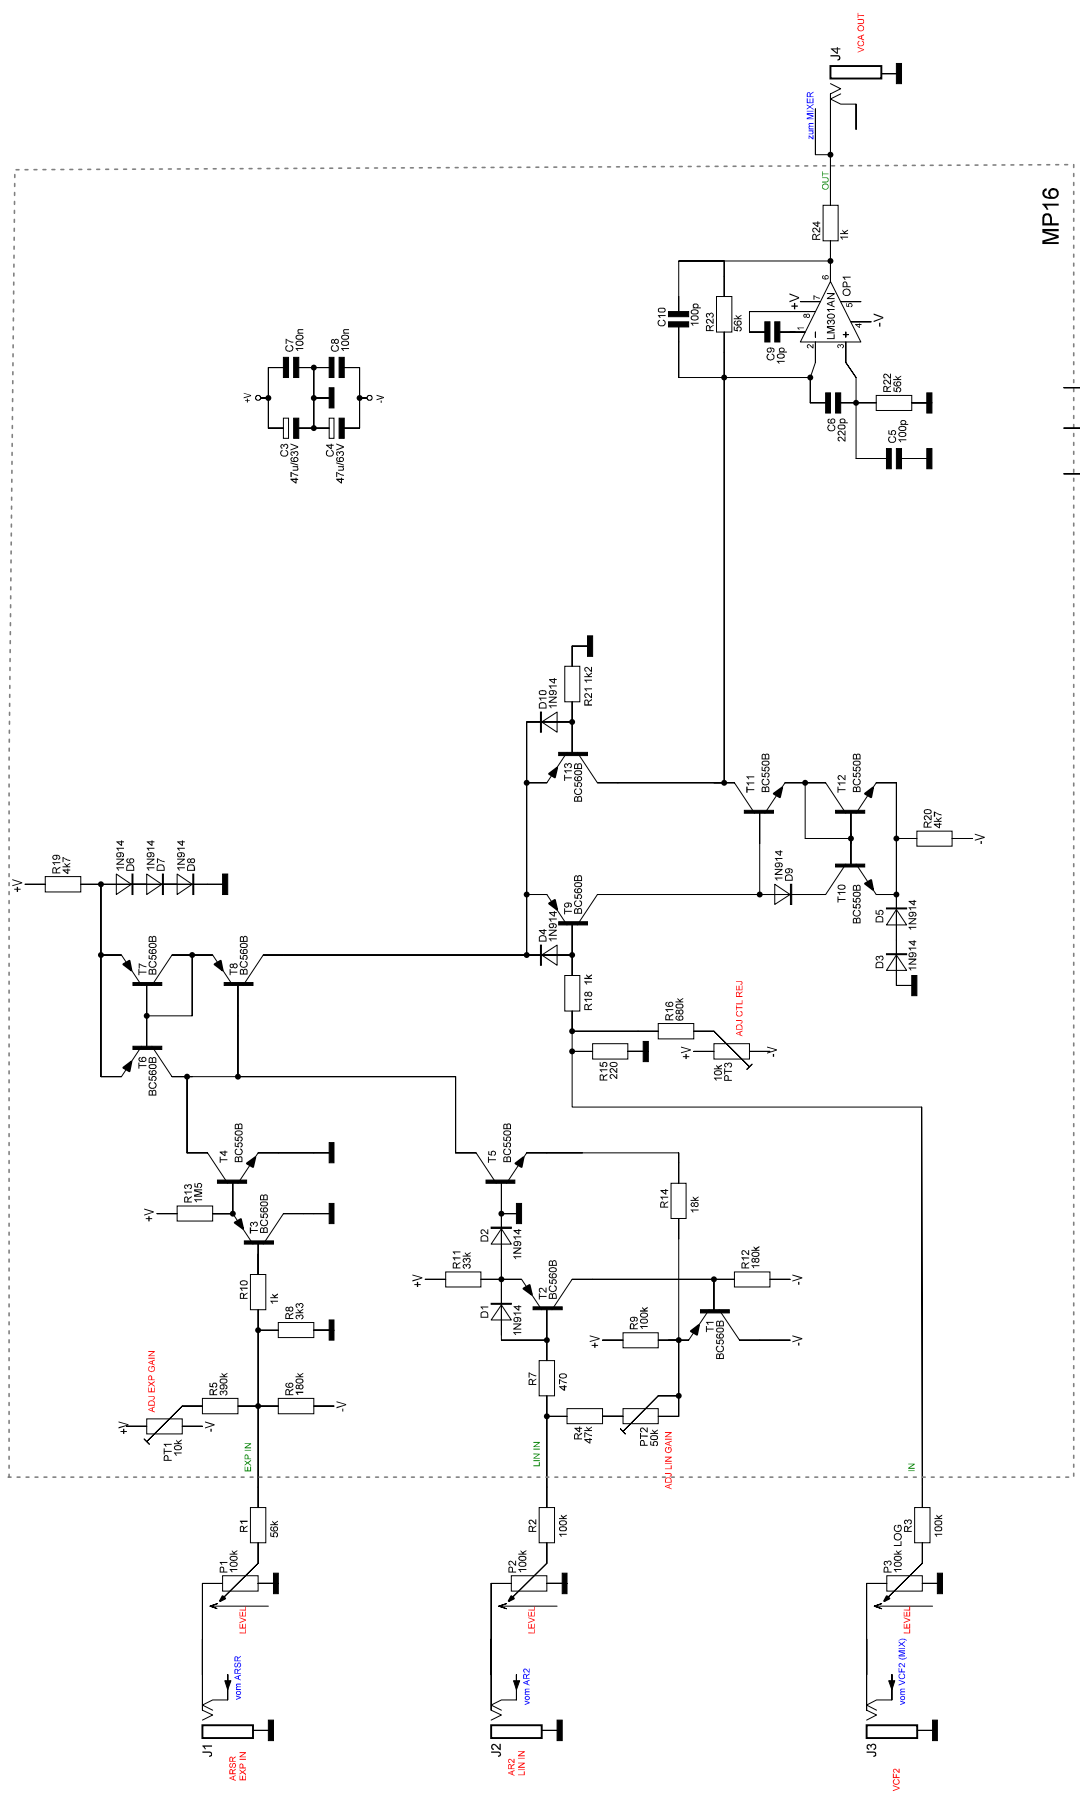 J1
ARSR
EXP IN
vom ARSR
LEVEL
P1
100k
R1
56k
EXP IN
PT1
10k
+V
-V
ADJ EXP GAIN
R5
390k
R6
180k
-V
R8
3k3
R10
1k
T3
BC560B
R13
1M5
+V
T4
BC550B
T6
BC560B
T7
BC560B
T8
BC560B
R19
4k7
+V
1N914
D6
1N914
D7
1N914
D8
+V
-V
C3
47u/63V
C4
47u/63V
C7
100n
C8
100n
J2
AR2
LIN IN
vom AR2
LEVEL
P2
100k
R2
100k
LIN IN
R4
47k
PT2
50k
ADJ LIN GAIN
R7
470
D1
1N914
T2
BC560B
R11
33k
+V
D2
1N914
R9
100k
+V
T1
BC560B
-V
R12
180k
-V
R14
18k
T5
BC550B
R15
220
R16
680k
+V
-V
10k
PT3
ADJ CTL REJ
R18
1k
D4
1N914
T9
BC560B
D10
1N914
R21 1k2
T13
BC560B
1N914
D9
T10
BC550B
T11
BC550B
T12
BC550B
D3
1N914
D5
1N914
R20
4k7
-V
J3
VCF2
vom VCF2 (MIX)
LEVEL
P3
100k LOG
R3
100k
IN
C5
100p
R22
56k
C6
220p
C9
10p
C10
100p
R23
56k
LM301AN
OP1
+V
-V
1
2
3
4
5
6
7
8
-
+
R24
1k
OUT
zum MIXER
J4
VCA OUT
MP16